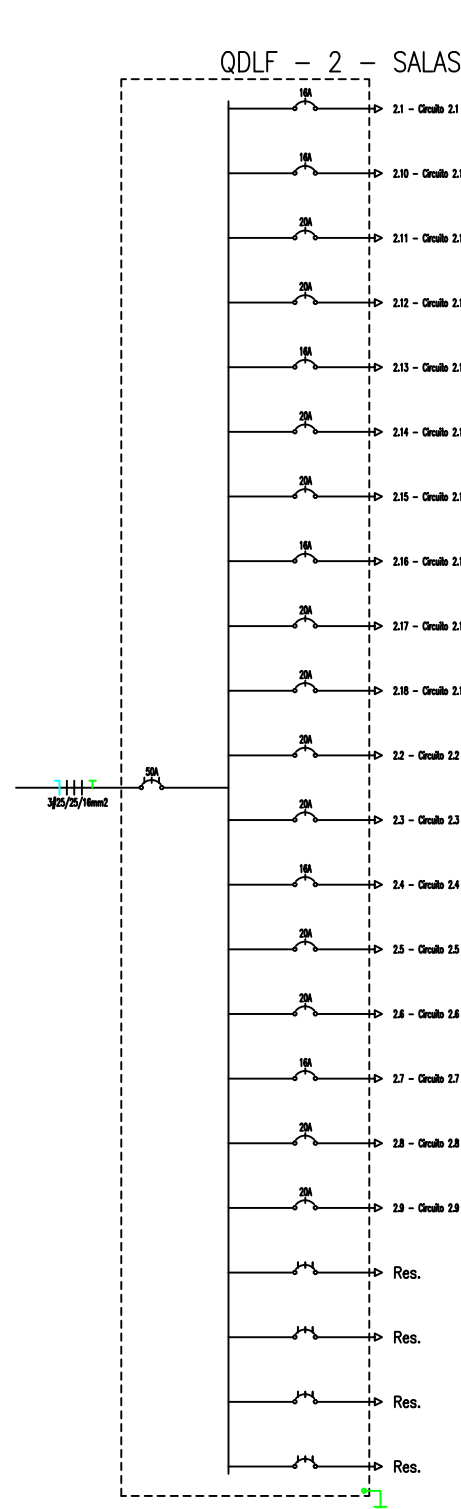 QDLF - 2 - SALAS
16A
2.1 - Circuito 2.1
16A
2.10 - Circuito 2.1
20A
2.11 - Circuito 2.1
20A
2.12 - Circuito 2.1
16A
2.13 - Circuito 2.1
20A
2.14 - Circuito 2.1
20A
2.15 - Circuito 2.1
16A
2.16 - Circuito 2.1
20A
2.17 - Circuito 2.1
20A
2.18 - Circuito 2.1
20A
2.2 - Circuito 2.2
50A
3#25/25/16mm2
20A
2.3 - Circuito 2.3
16A
2.4 - Circuito 2.4
20A
2.5 - Circuito 2.5
20A
2.6 - Circuito 2.6
16A
2.7 - Circuito 2.7
20A
2.8 - Circuito 2.8
20A
2.9 - Circuito 2.9
Res.
Res.
Res.
Res.